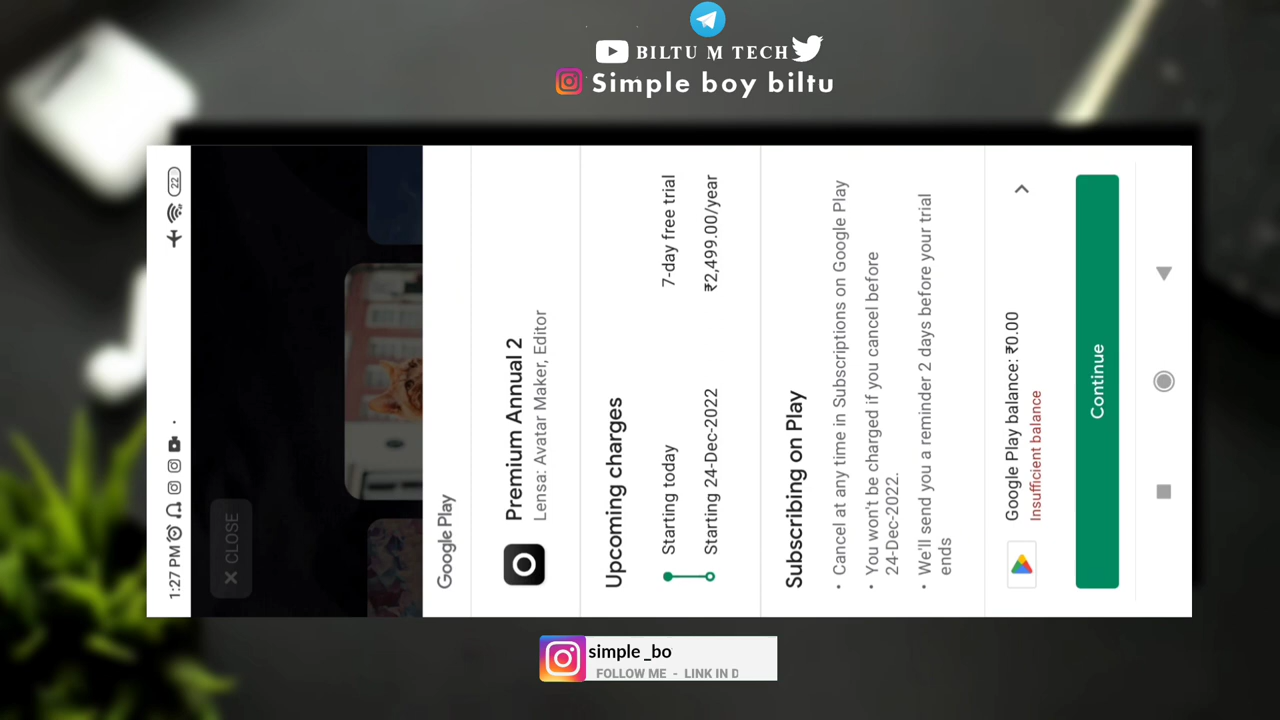 BILTU M TECH
Simple boy biltu
1:27 PM
22
× CLOSE
Google Play
Premium Annual 2
Lensa: Avatar Maker, Editor
Upcoming charges
Starting today 7-day free trial
Starting 24-Dec-2022 ₹2,499.00/year
Subscribing on Play
• Cancel at any time in Subscriptions on Google Play
• You won't be charged if you cancel before
24-Dec-2022.
• We'll send you a reminder 2 days before your trial
ends
Google Play balance: ₹0.00
Insufficient balance
Continue
simple_bo
FOLLOW ME - LINK IN D